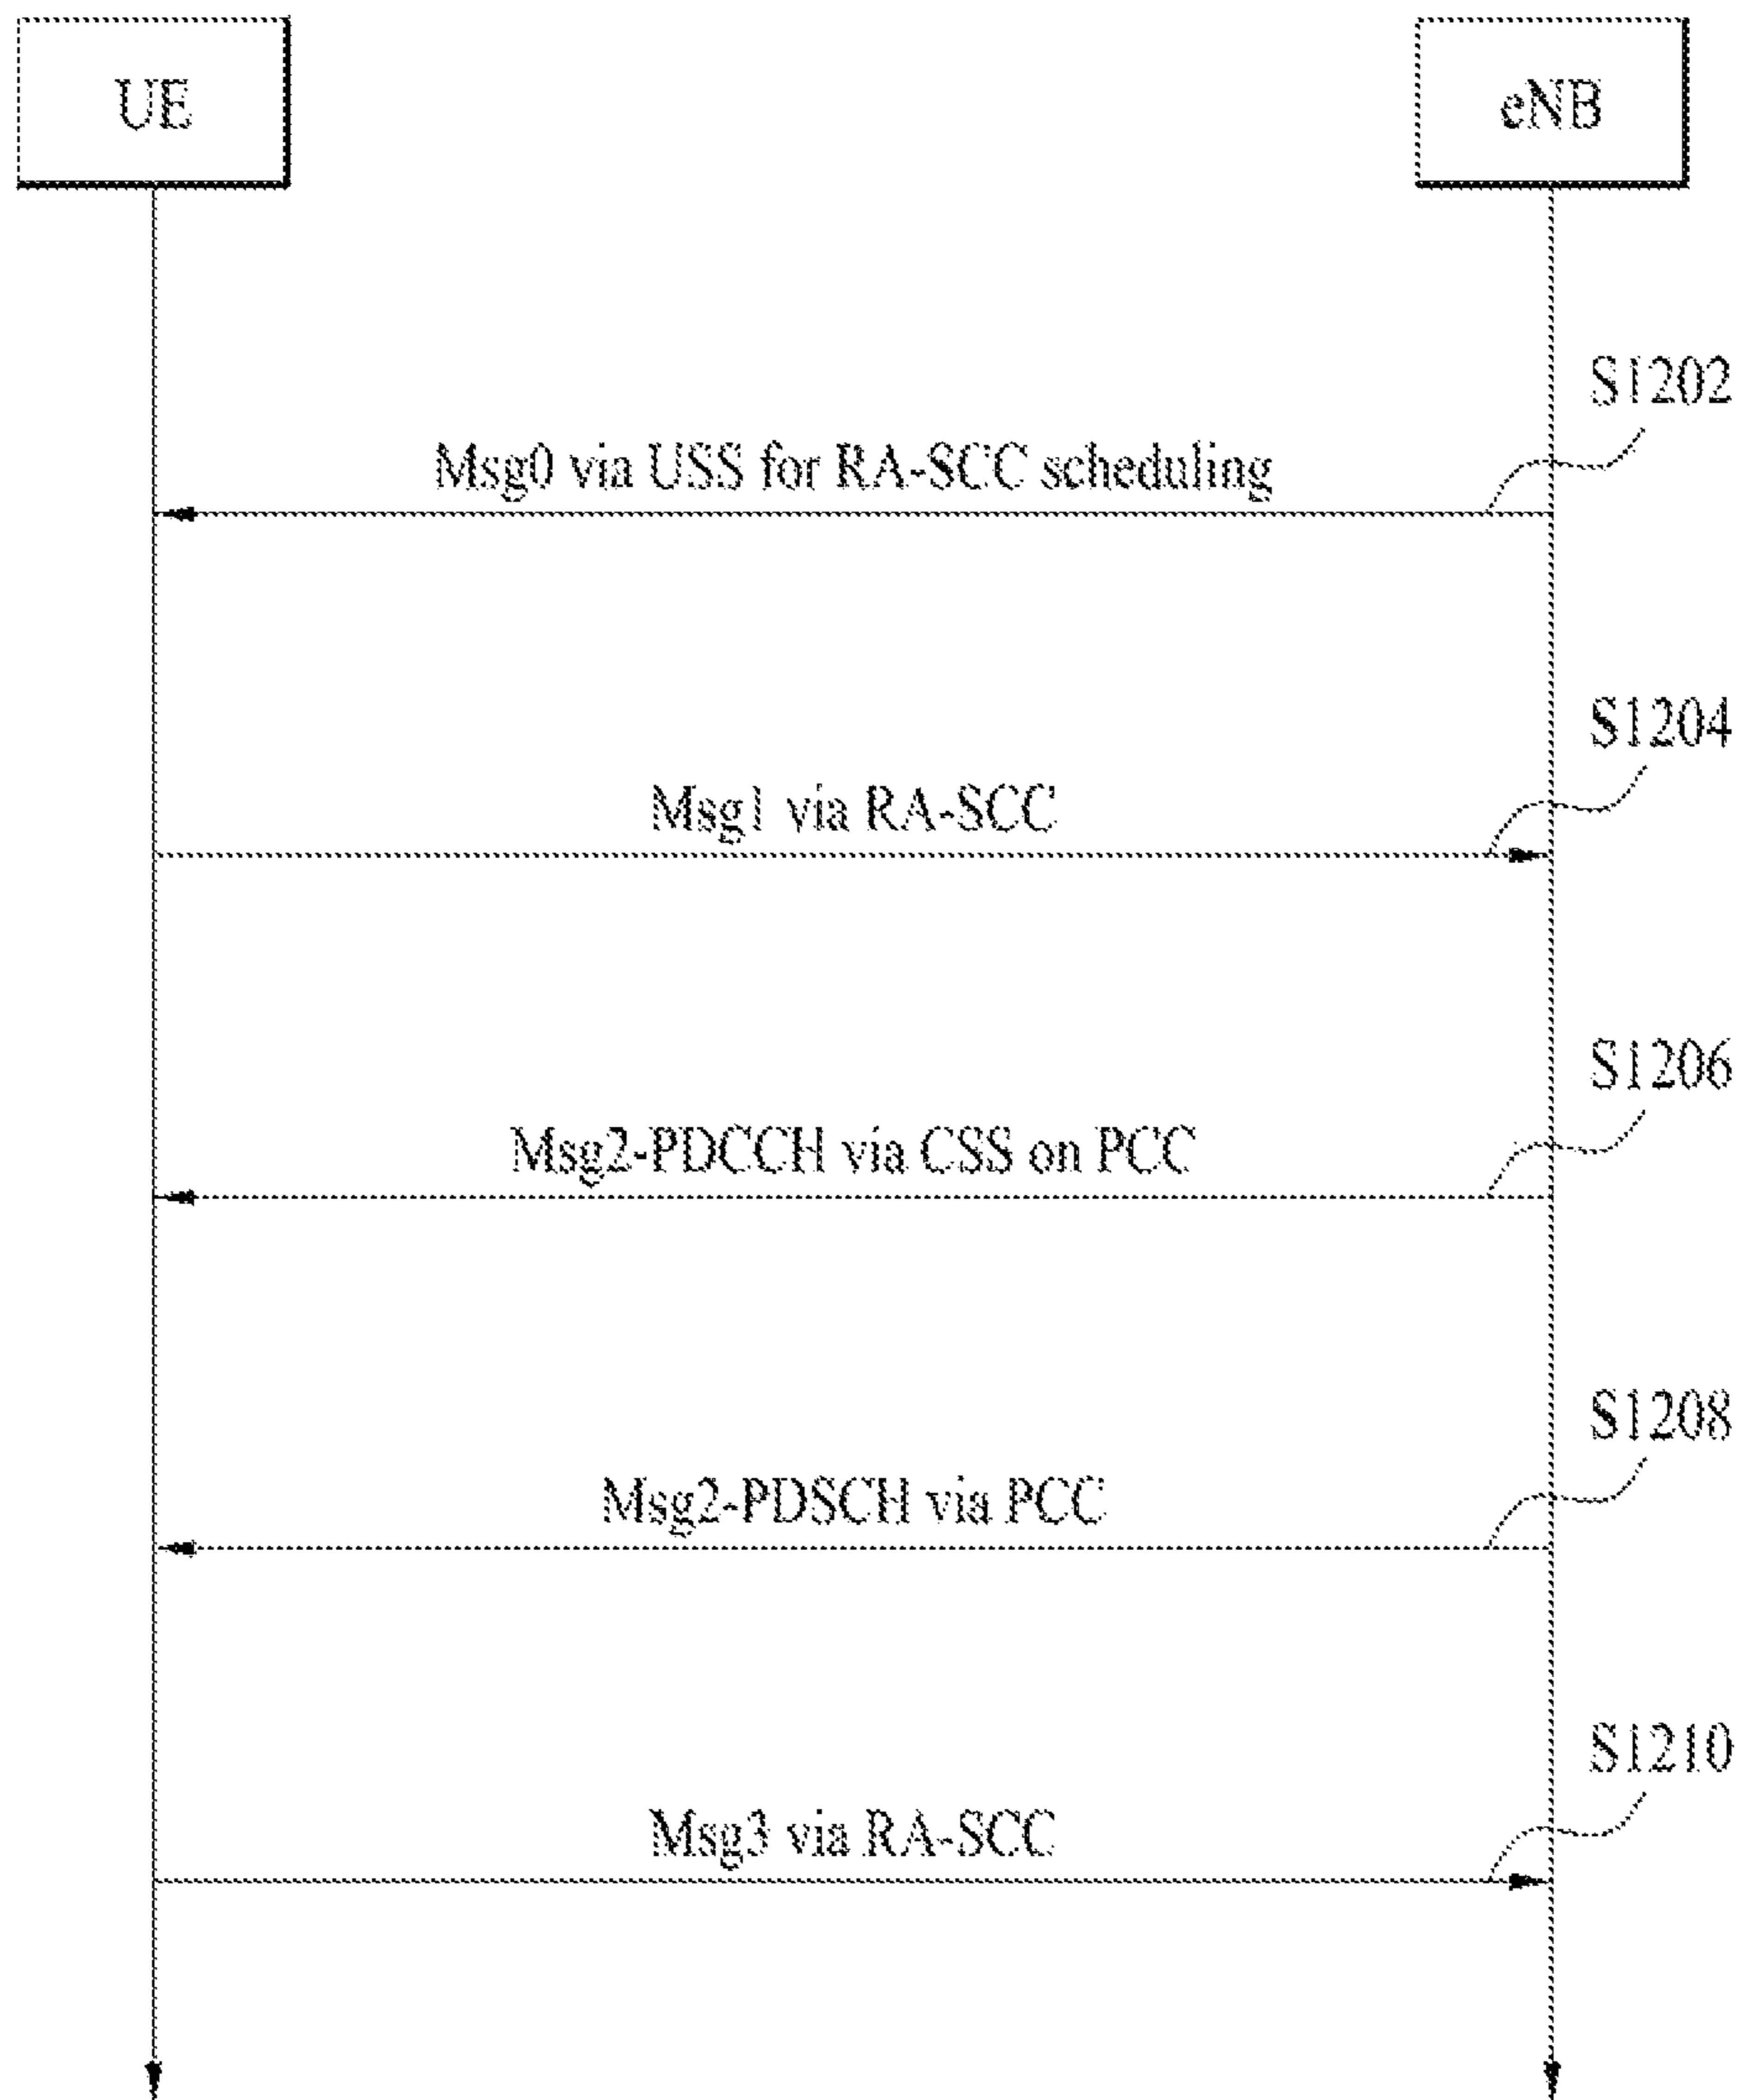 UE
eNB
S1202
Msg0 via USS for RA-SCC scheduling
S1204
Msg1 via RA-SCC
S1206
Msg2-PDCCH via CSS on PCC
S1208
Msg2-PDSCH via PCC
S1210
Msg3 via RA-SCC